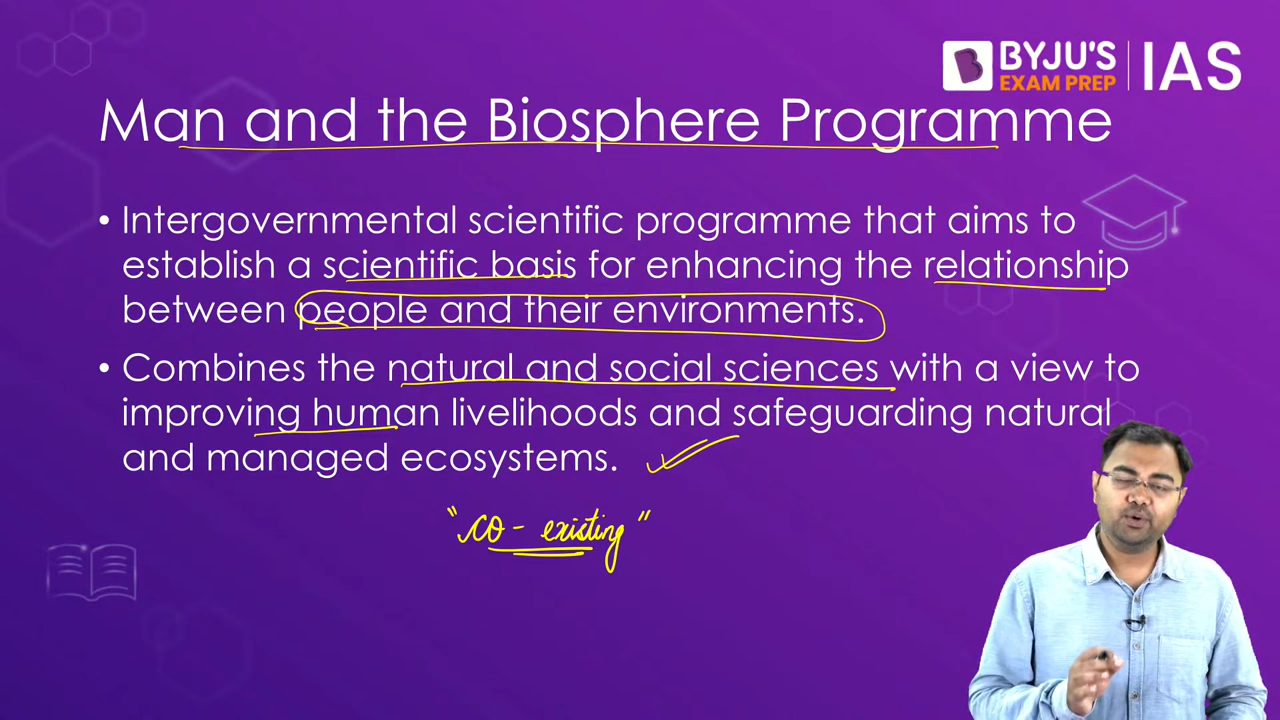 BYJU'S
EXAM PREP
IAS
Man and the Biosphere Programme
• Intergovernmental scientific programme that aims to
establish a scientific basis for enhancing the relationship
between people and their environments.
• Combines the natural and social sciences with a view to
improving human livelihoods and safeguarding natural
and managed ecosystems.
"co-existing"